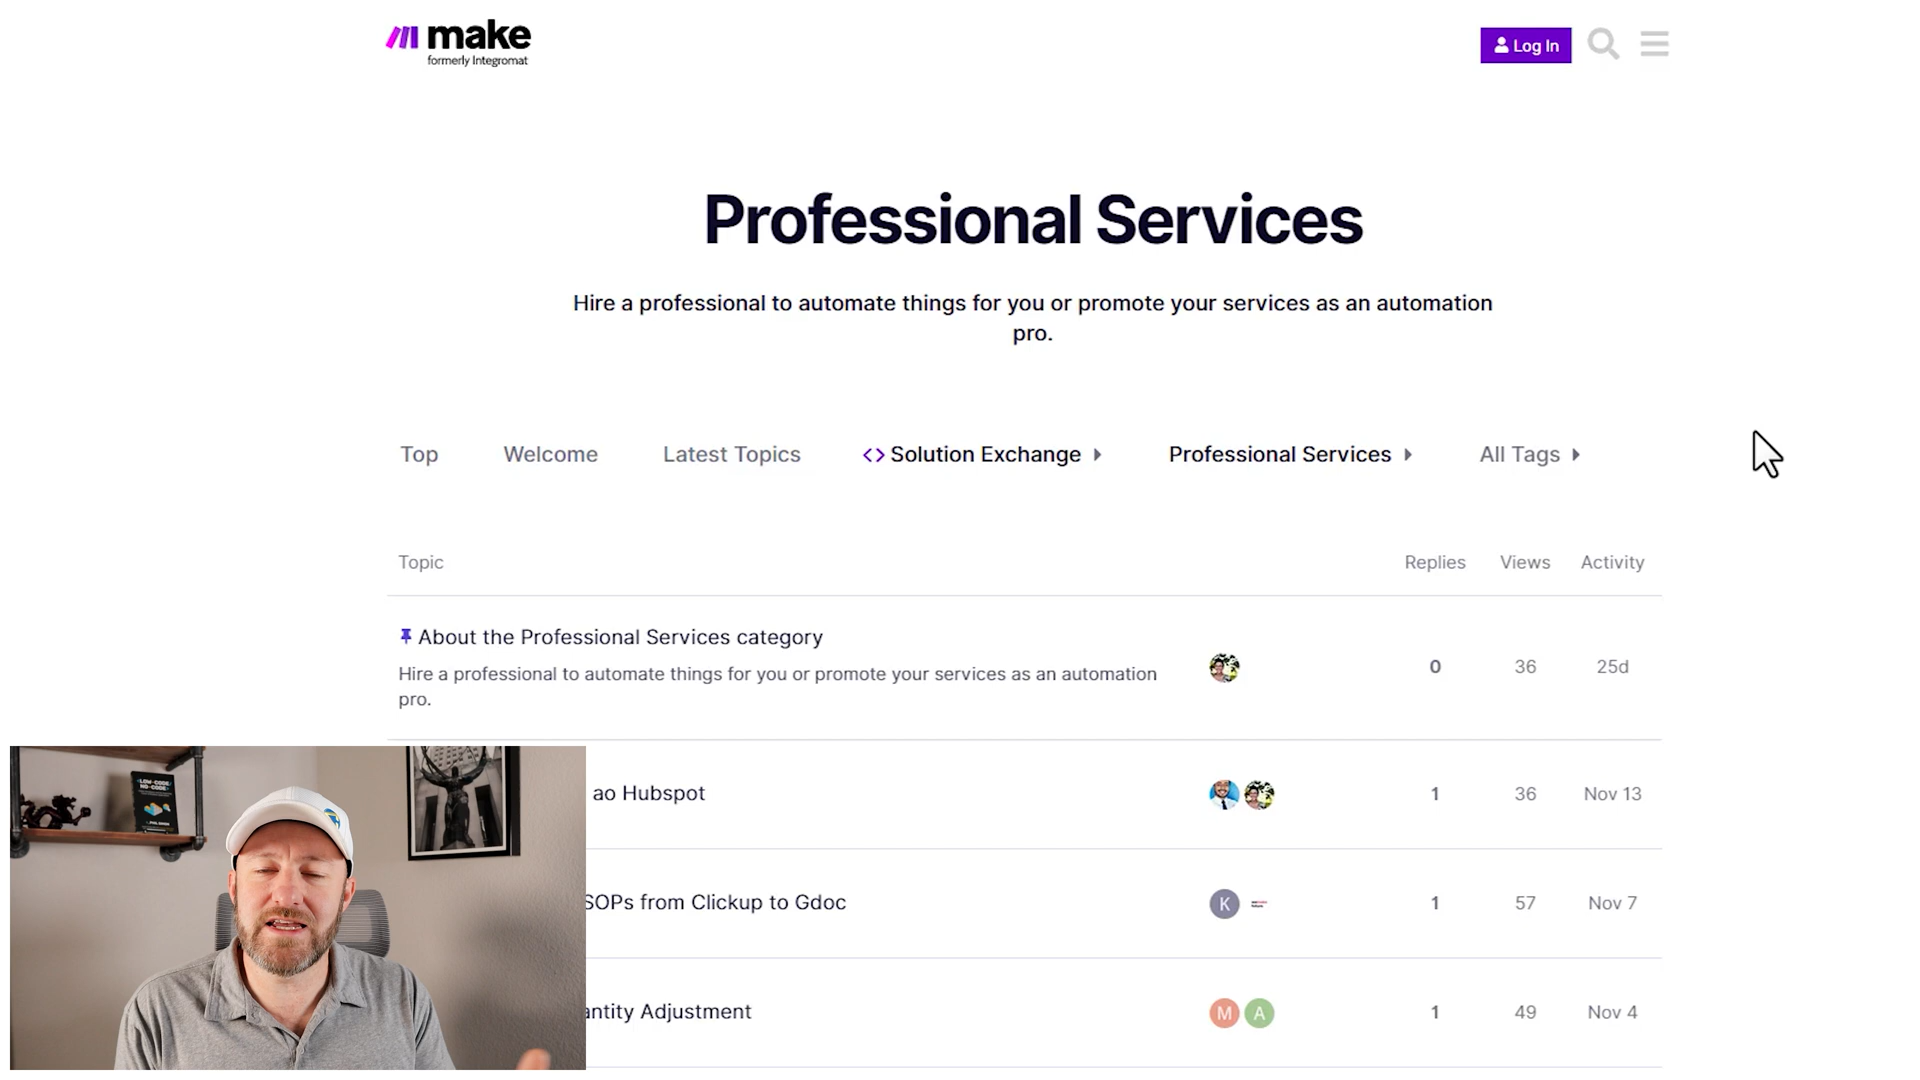 make
formerly Integromat
Log In
Professional Services
Hire a professional to automate things for you or promote your services as an automation
pro.
Top Welcome Latest Topics <> Solution Exchange Professional Services All Tags
Topic Replies Views Activity
About the Professional Services category
Hire a professional to automate things for you or promote your services as an automation
pro.
0 36 25d
ao Hubspot 1 36 Nov 13
SOPs from Clickup to Gdoc K 1 57 Nov 7
antity Adjustment M A 1 49 Nov 4
LOW-CODE
NO-CODE